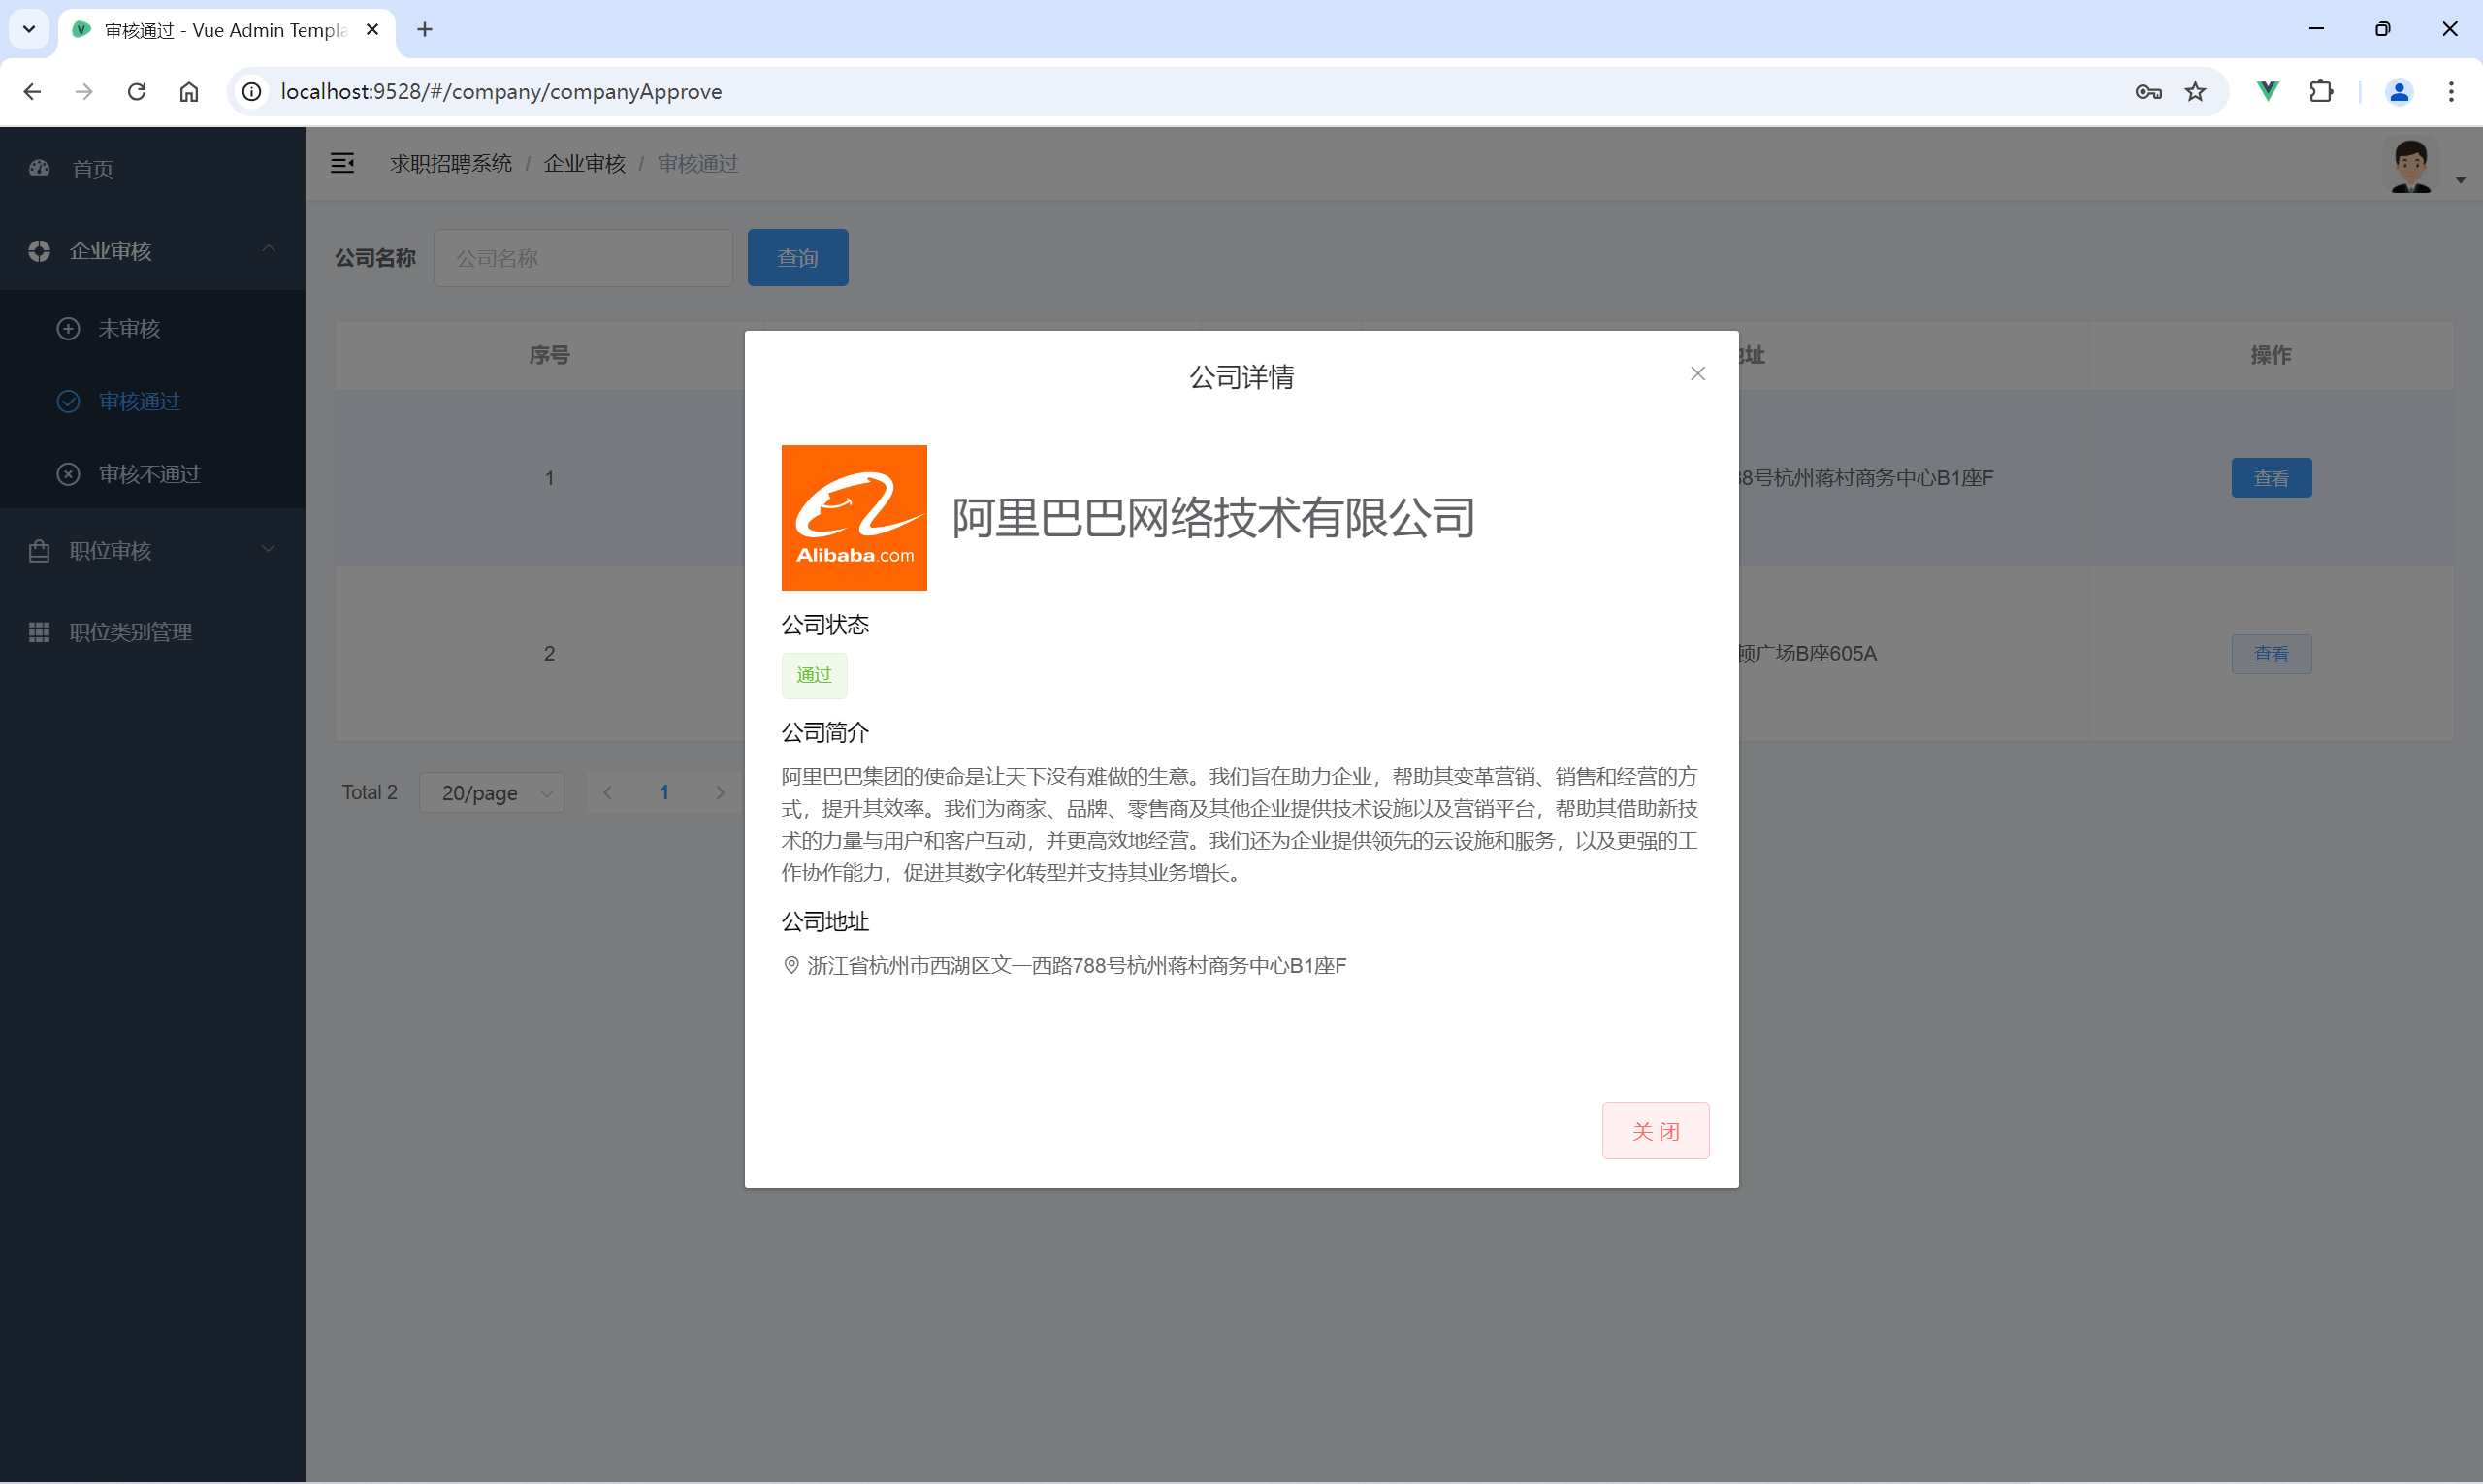 审核通过 - Vue Admin Templa
localhost:9528/#/company/companyApprove
首页
企业审核
未审核
审核通过
审核不通过
职位审核
职位类别管理
求职招聘系统 / 企业审核 / 审核通过
公司名称 公司名称 查询
序号 址 操作
1 88号杭州蒋村商务中心B1座F 查看
2 顿广场B座605A 查看
Total 2 20/page 1
公司详情
Alibaba.com
阿里巴巴网络技术有限公司
公司状态
通过
公司简介
阿里巴巴集团的使命是让天下没有难做的生意。我们旨在助力企业，帮助其变革营销、销售和经营的方
式，提升其效率。我们为商家、品牌、零售商及其他企业提供技术设施以及营销平台，帮助其借助新技
术的力量与用户和客户互动，并更高效地经营。我们还为企业提供领先的云设施和服务，以及更强的工
作协作能力，促进其数字化转型并支持其业务增长。
公司地址
浙江省杭州市西湖区文一西路788号杭州蒋村商务中心B1座F
关 闭